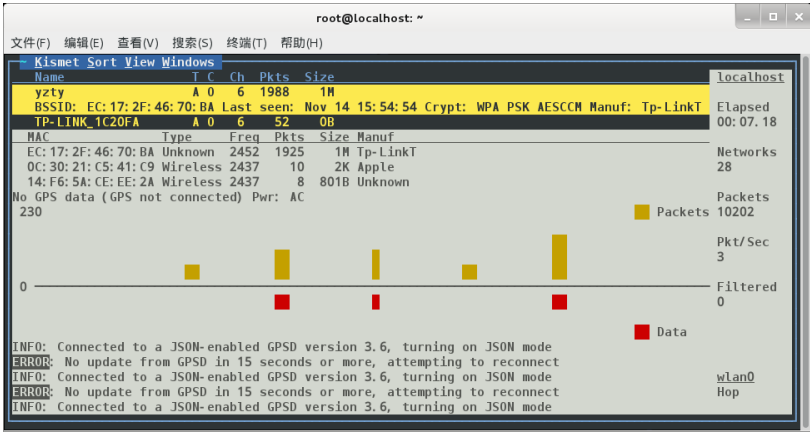 root@localhost: ~
文件(F) 编辑(E) 查看(V) 搜索(S) 终端(T) 帮助(H)
Kismet Sort View Windows
Name T C Ch Pkts Size localhost
yzty A O 6 1988 1M
BSSID: EC:17:2F:46:70:BA Last seen: Nov 14 15:54:54 Crypt: WPA PSK AESCCM Manuf: Tp-LinkT Elapsed
TP-LINK_1C20FA A O 6 52 0B 00:07.18
MAC Type Freq Pkts Size Manuf
EC:17:2F:46:70:BA Unknown 2452 1925 1M Tp-LinkT Networks
0C:30:21:C5:41:C9 Wireless 2437 10 2K Apple 28
14:F6:5A:CE:EE:2A Wireless 2437 8 801B Unknown
No GPS data (GPS not connected) Pwr: AC Packets
230 Packets 10202
Pkt/Sec
3
0 Filtered
0
Data
INFO: Connected to a JSON-enabled GPSD version 3.6, turning on JSON mode
ERROR: No update from GPSD in 15 seconds or more, attempting to reconnect
INFO: Connected to a JSON-enabled GPSD version 3.6, turning on JSON mode wlan0
ERROR: No update from GPSD in 15 seconds or more, attempting to reconnect Hop
INFO: Connected to a JSON-enabled GPSD version 3.6, turning on JSON mode